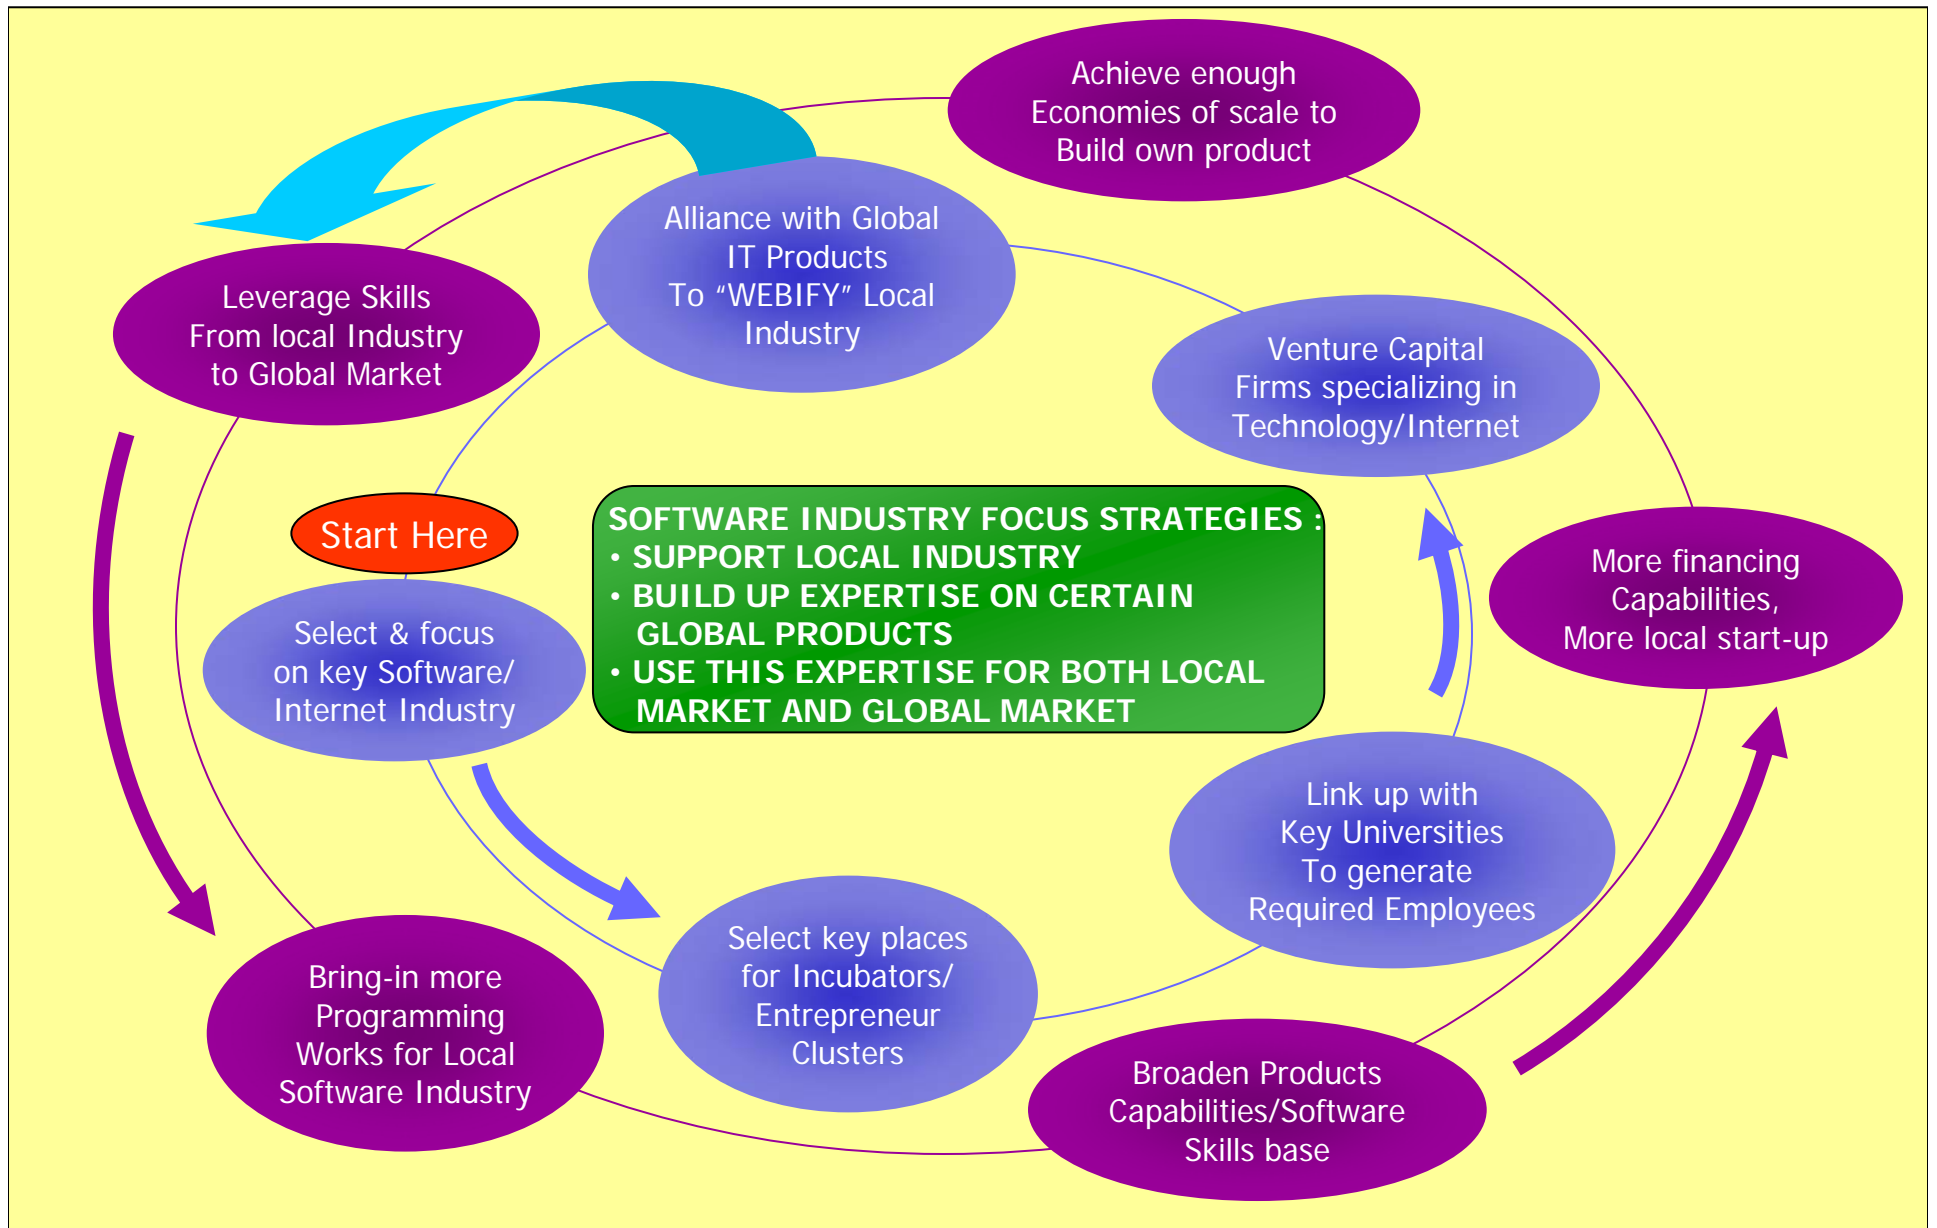 Achieve enough
Economies of scale to
Build own product
Alliance with Global
IT Products
To “WEBIFY” Local
Industry
Leverage Skills
From local Industry
to Global Market
Venture Capital
Firms specializing in
Technology/Internet
Start Here
SOFTWARE INDUSTRY FOCUS STRATEGIES :
• SUPPORT LOCAL INDUSTRY
• BUILD UP EXPERTISE ON CERTAIN
GLOBAL PRODUCTS
• USE THIS EXPERTISE FOR BOTH LOCAL
MARKET AND GLOBAL MARKET
More financing
Capabilities,
More local start-up
Select & focus
on key Software/
Internet Industry
Link up with
Key Universities
To generate
Required Employees
Select key places
for Incubators/
Entrepreneur
Clusters
Bring-in more
Programming
Works for Local
Software Industry
Broaden Products
Capabilities/Software
Skills base